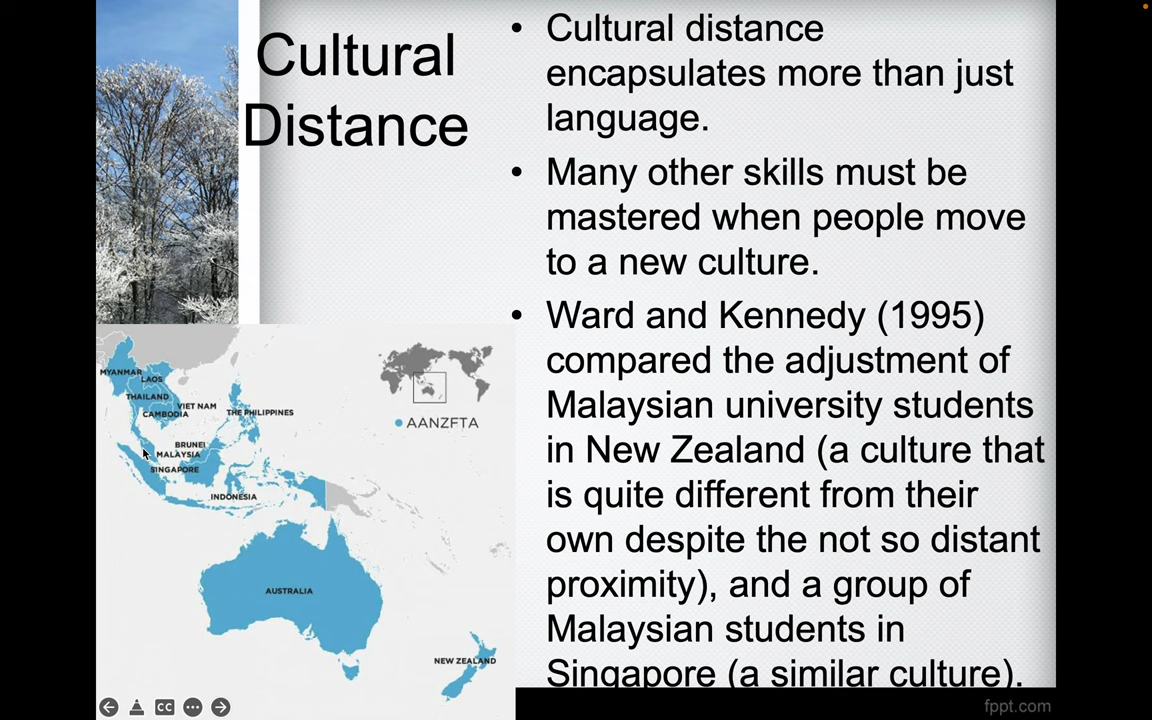 Cultural
Distance
• Cultural distance
encapsulates more than just
language.
• Many other skills must be
mastered when people move
to a new culture.
• Ward and Kennedy (1995)
compared the adjustment of
Malaysian university students
in New Zealand (a culture that
is quite different from their
own despite the not so distant
proximity), and a group of
Malaysian students in
Singapore (a similar culture).
MYANMAR
LAOS
THAILAND
VIET NAM
CAMBODIA
THE PHILIPPINES
AANZFTA
BRUNEI
MALAYSIA
SINGAPORE
INDONESIA
AUSTRALIA
NEW ZEALAND
CC
fppt.com